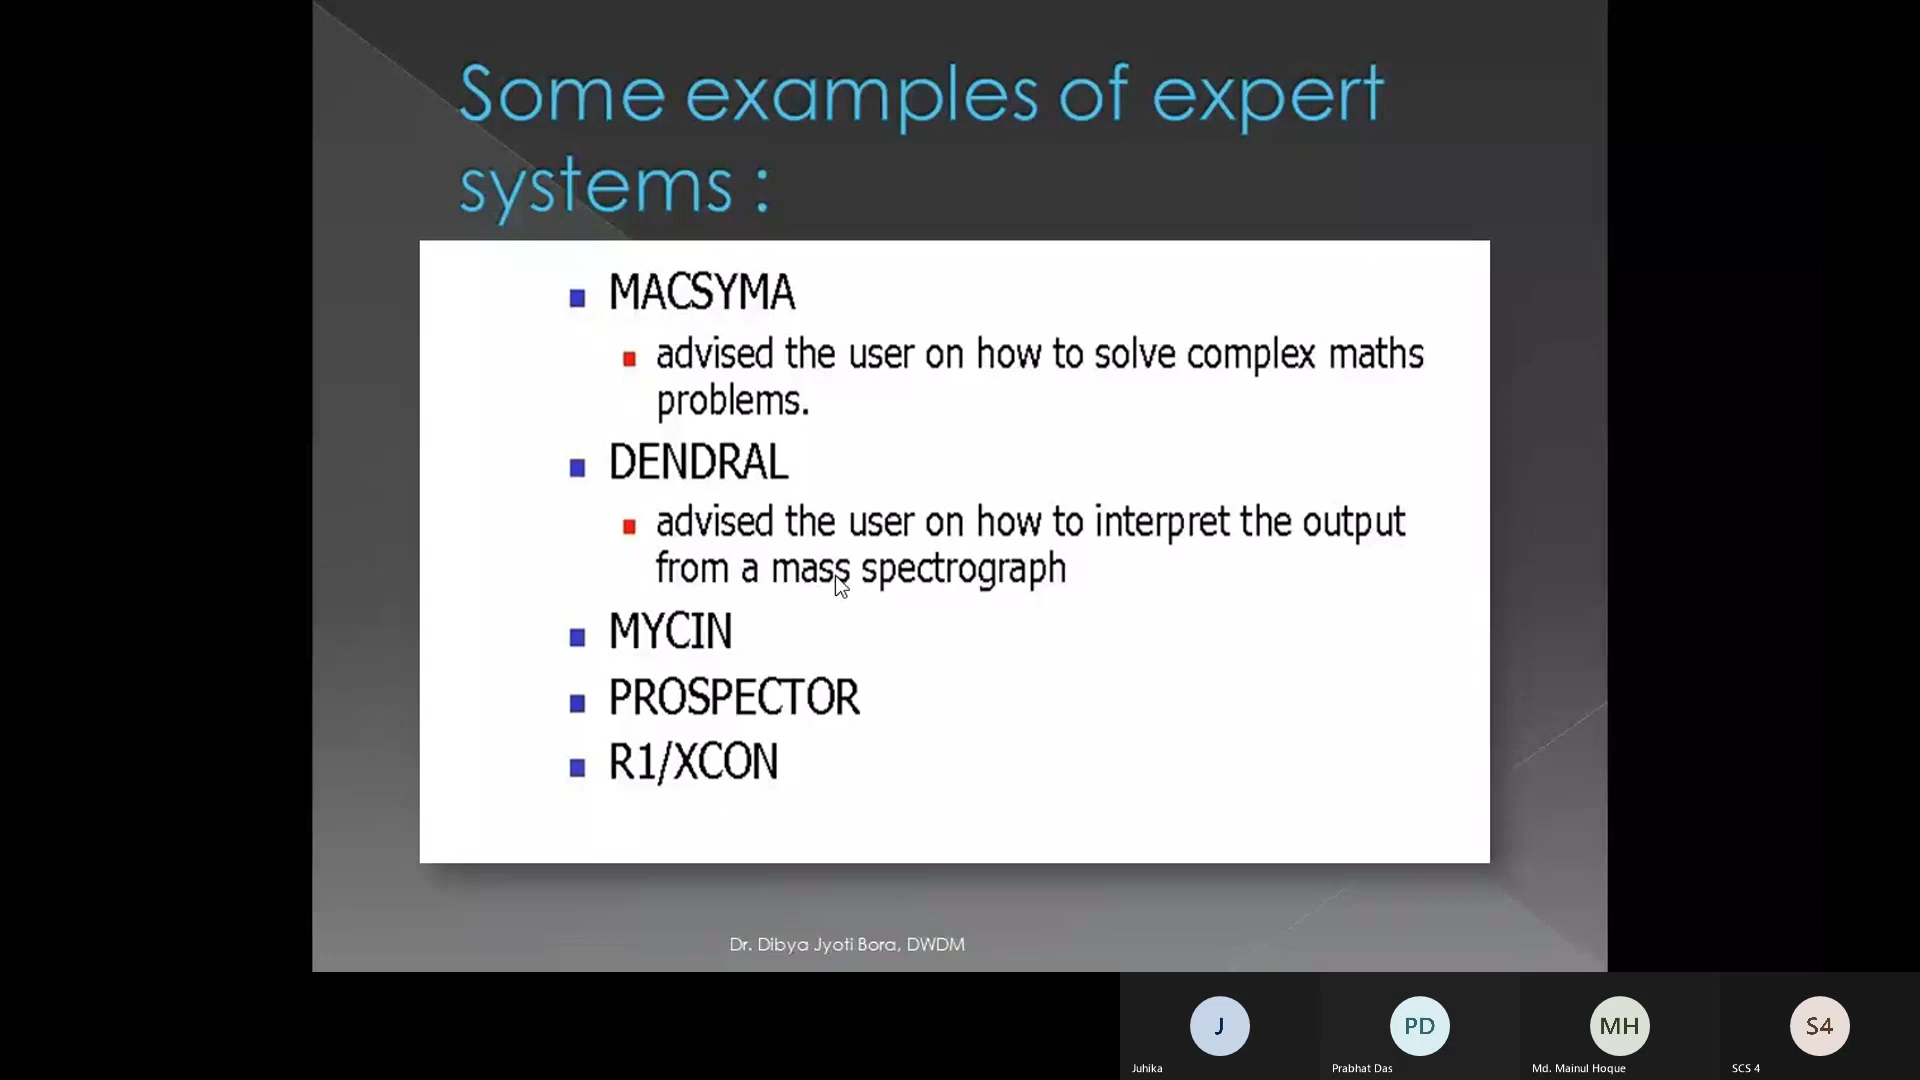 Some examples of expert
systems :
MACSYMA
advised the user on how to solve complex maths
problems.
DENDRAL
advised the user on how to interpret the output
from a mass spectrograph
MYCIN
PROSPECTOR
R1/XCON
Dr. Dibya Jyoti Bora, DWDM
J
PD
MH
S4
Juhika
Prabhat Das
Md. Mainul Hoque
SCS 4